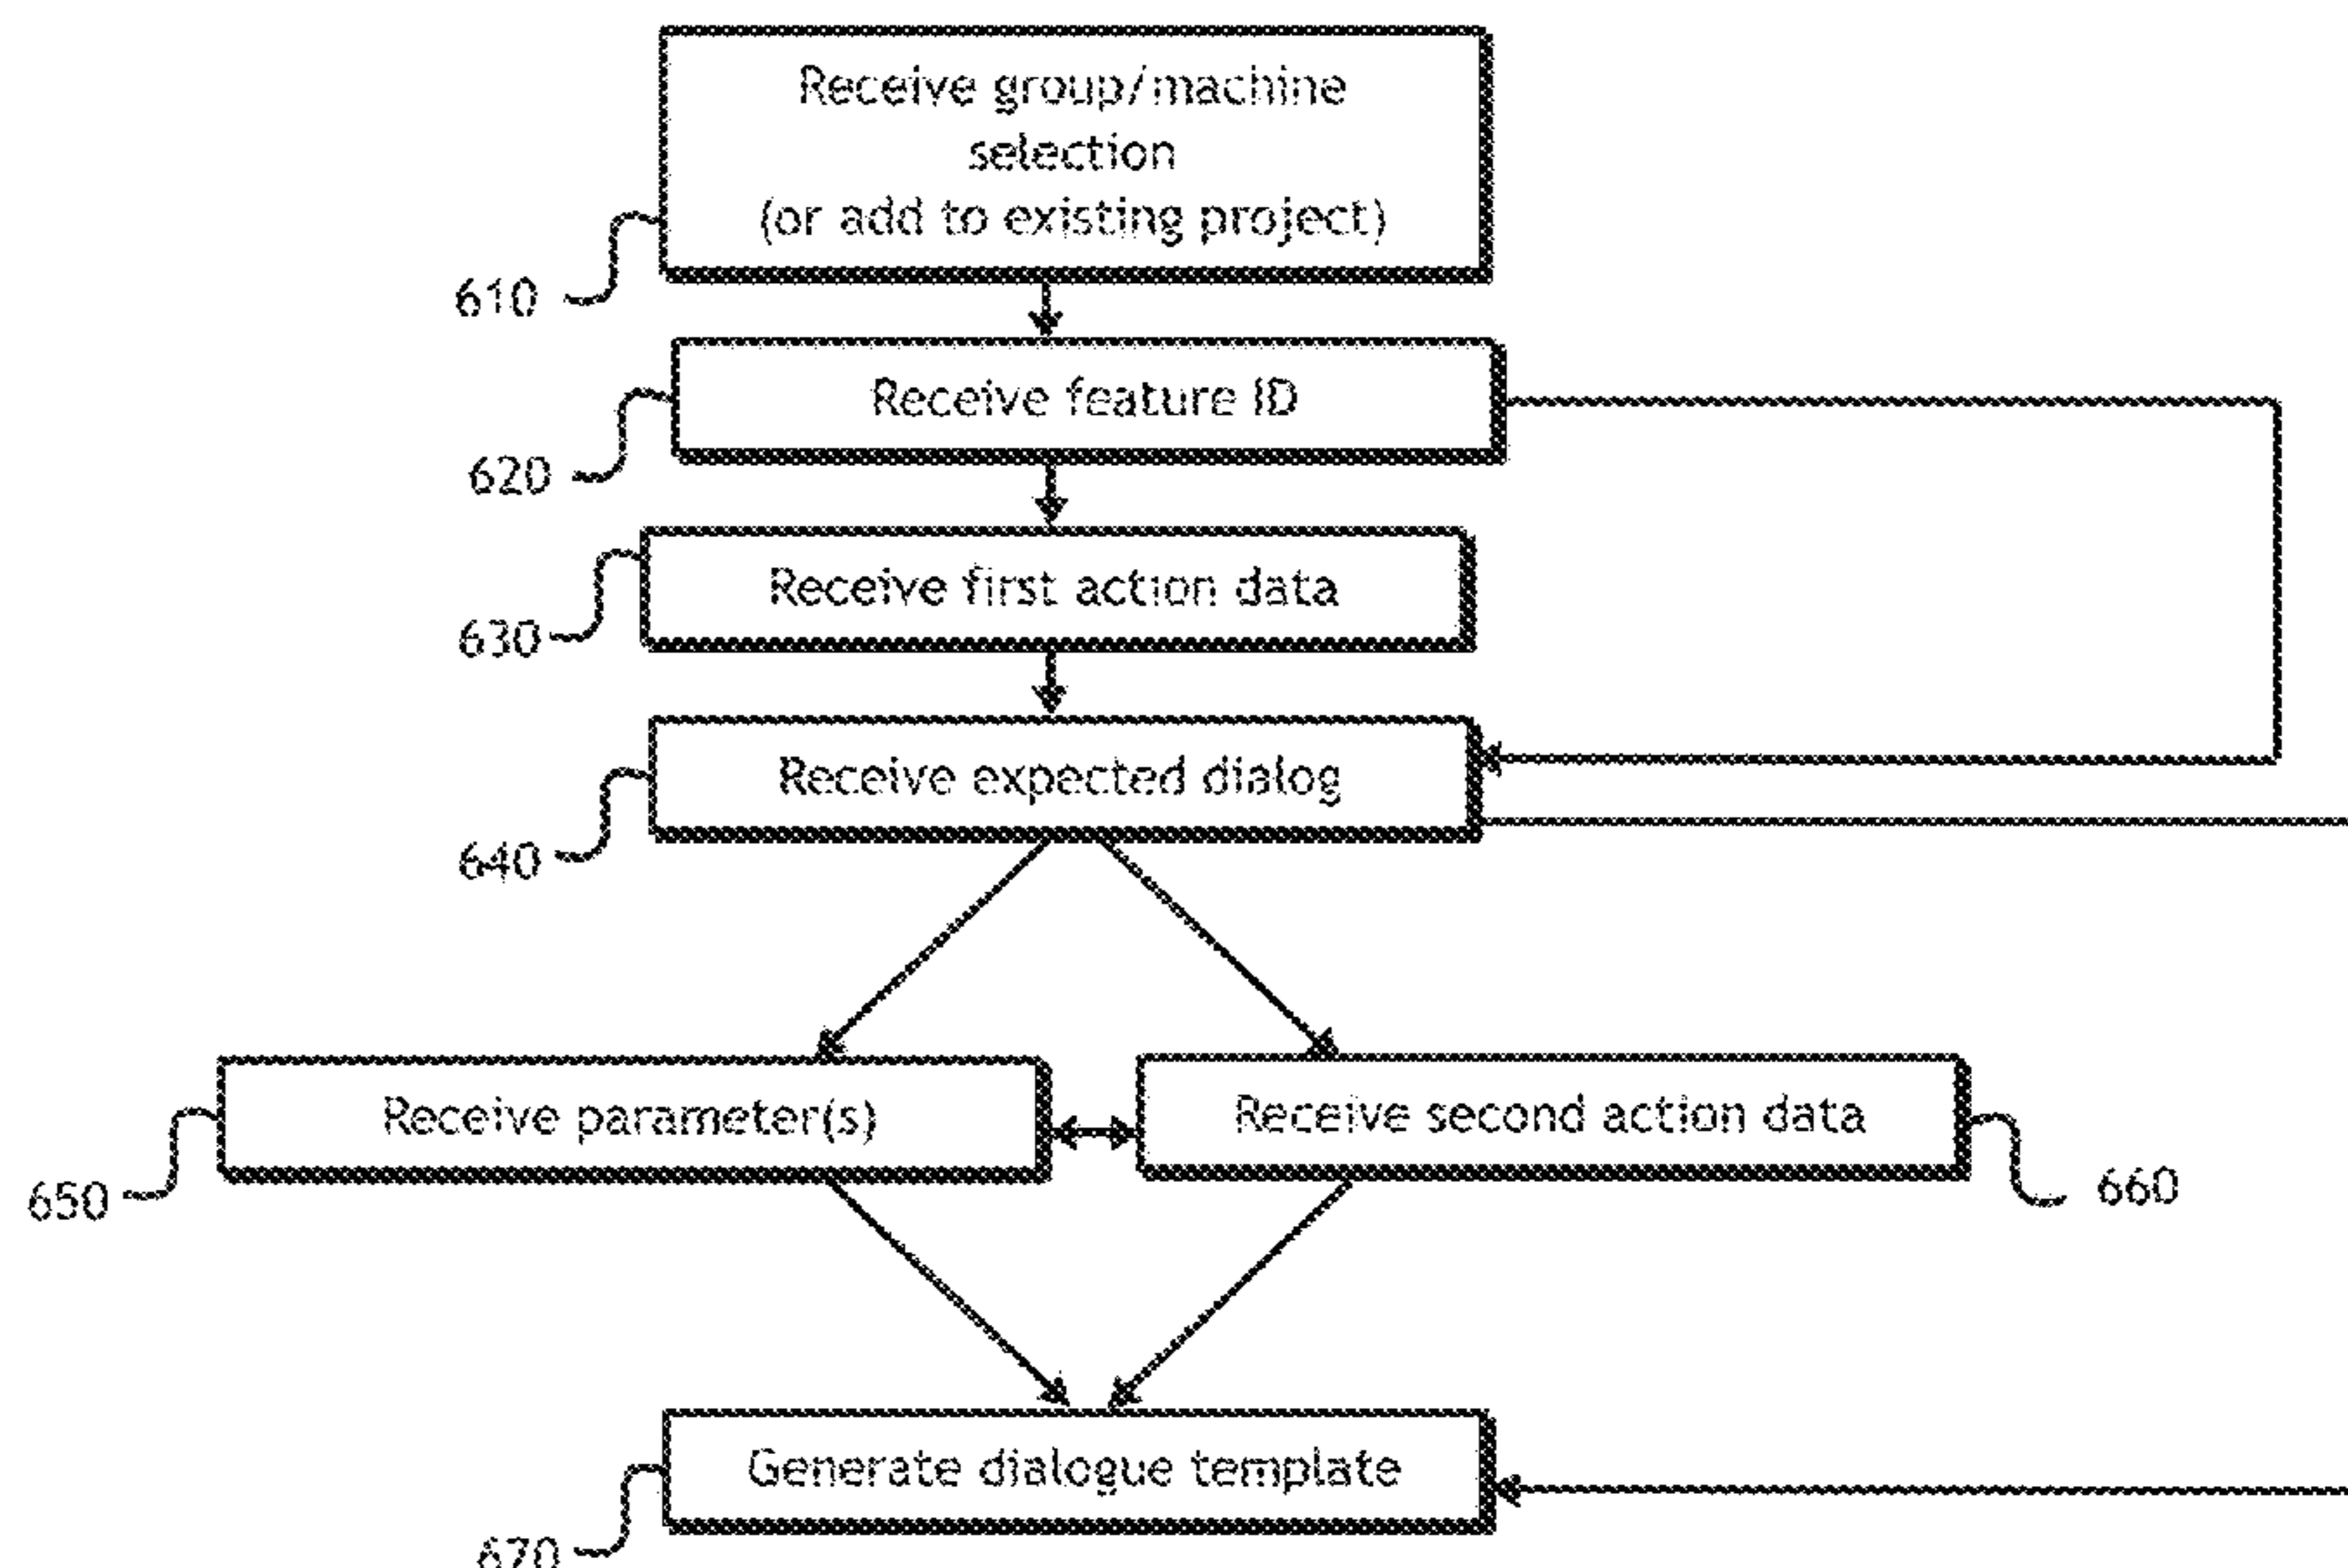 Receive group/machine
selection
(or add to existing project)
610
Receive feature ID
620
Receive first action data
630
Receive expected dialog
640
Receive parameter(s)
650
Receive second action data
660
Generate dialogue template
670